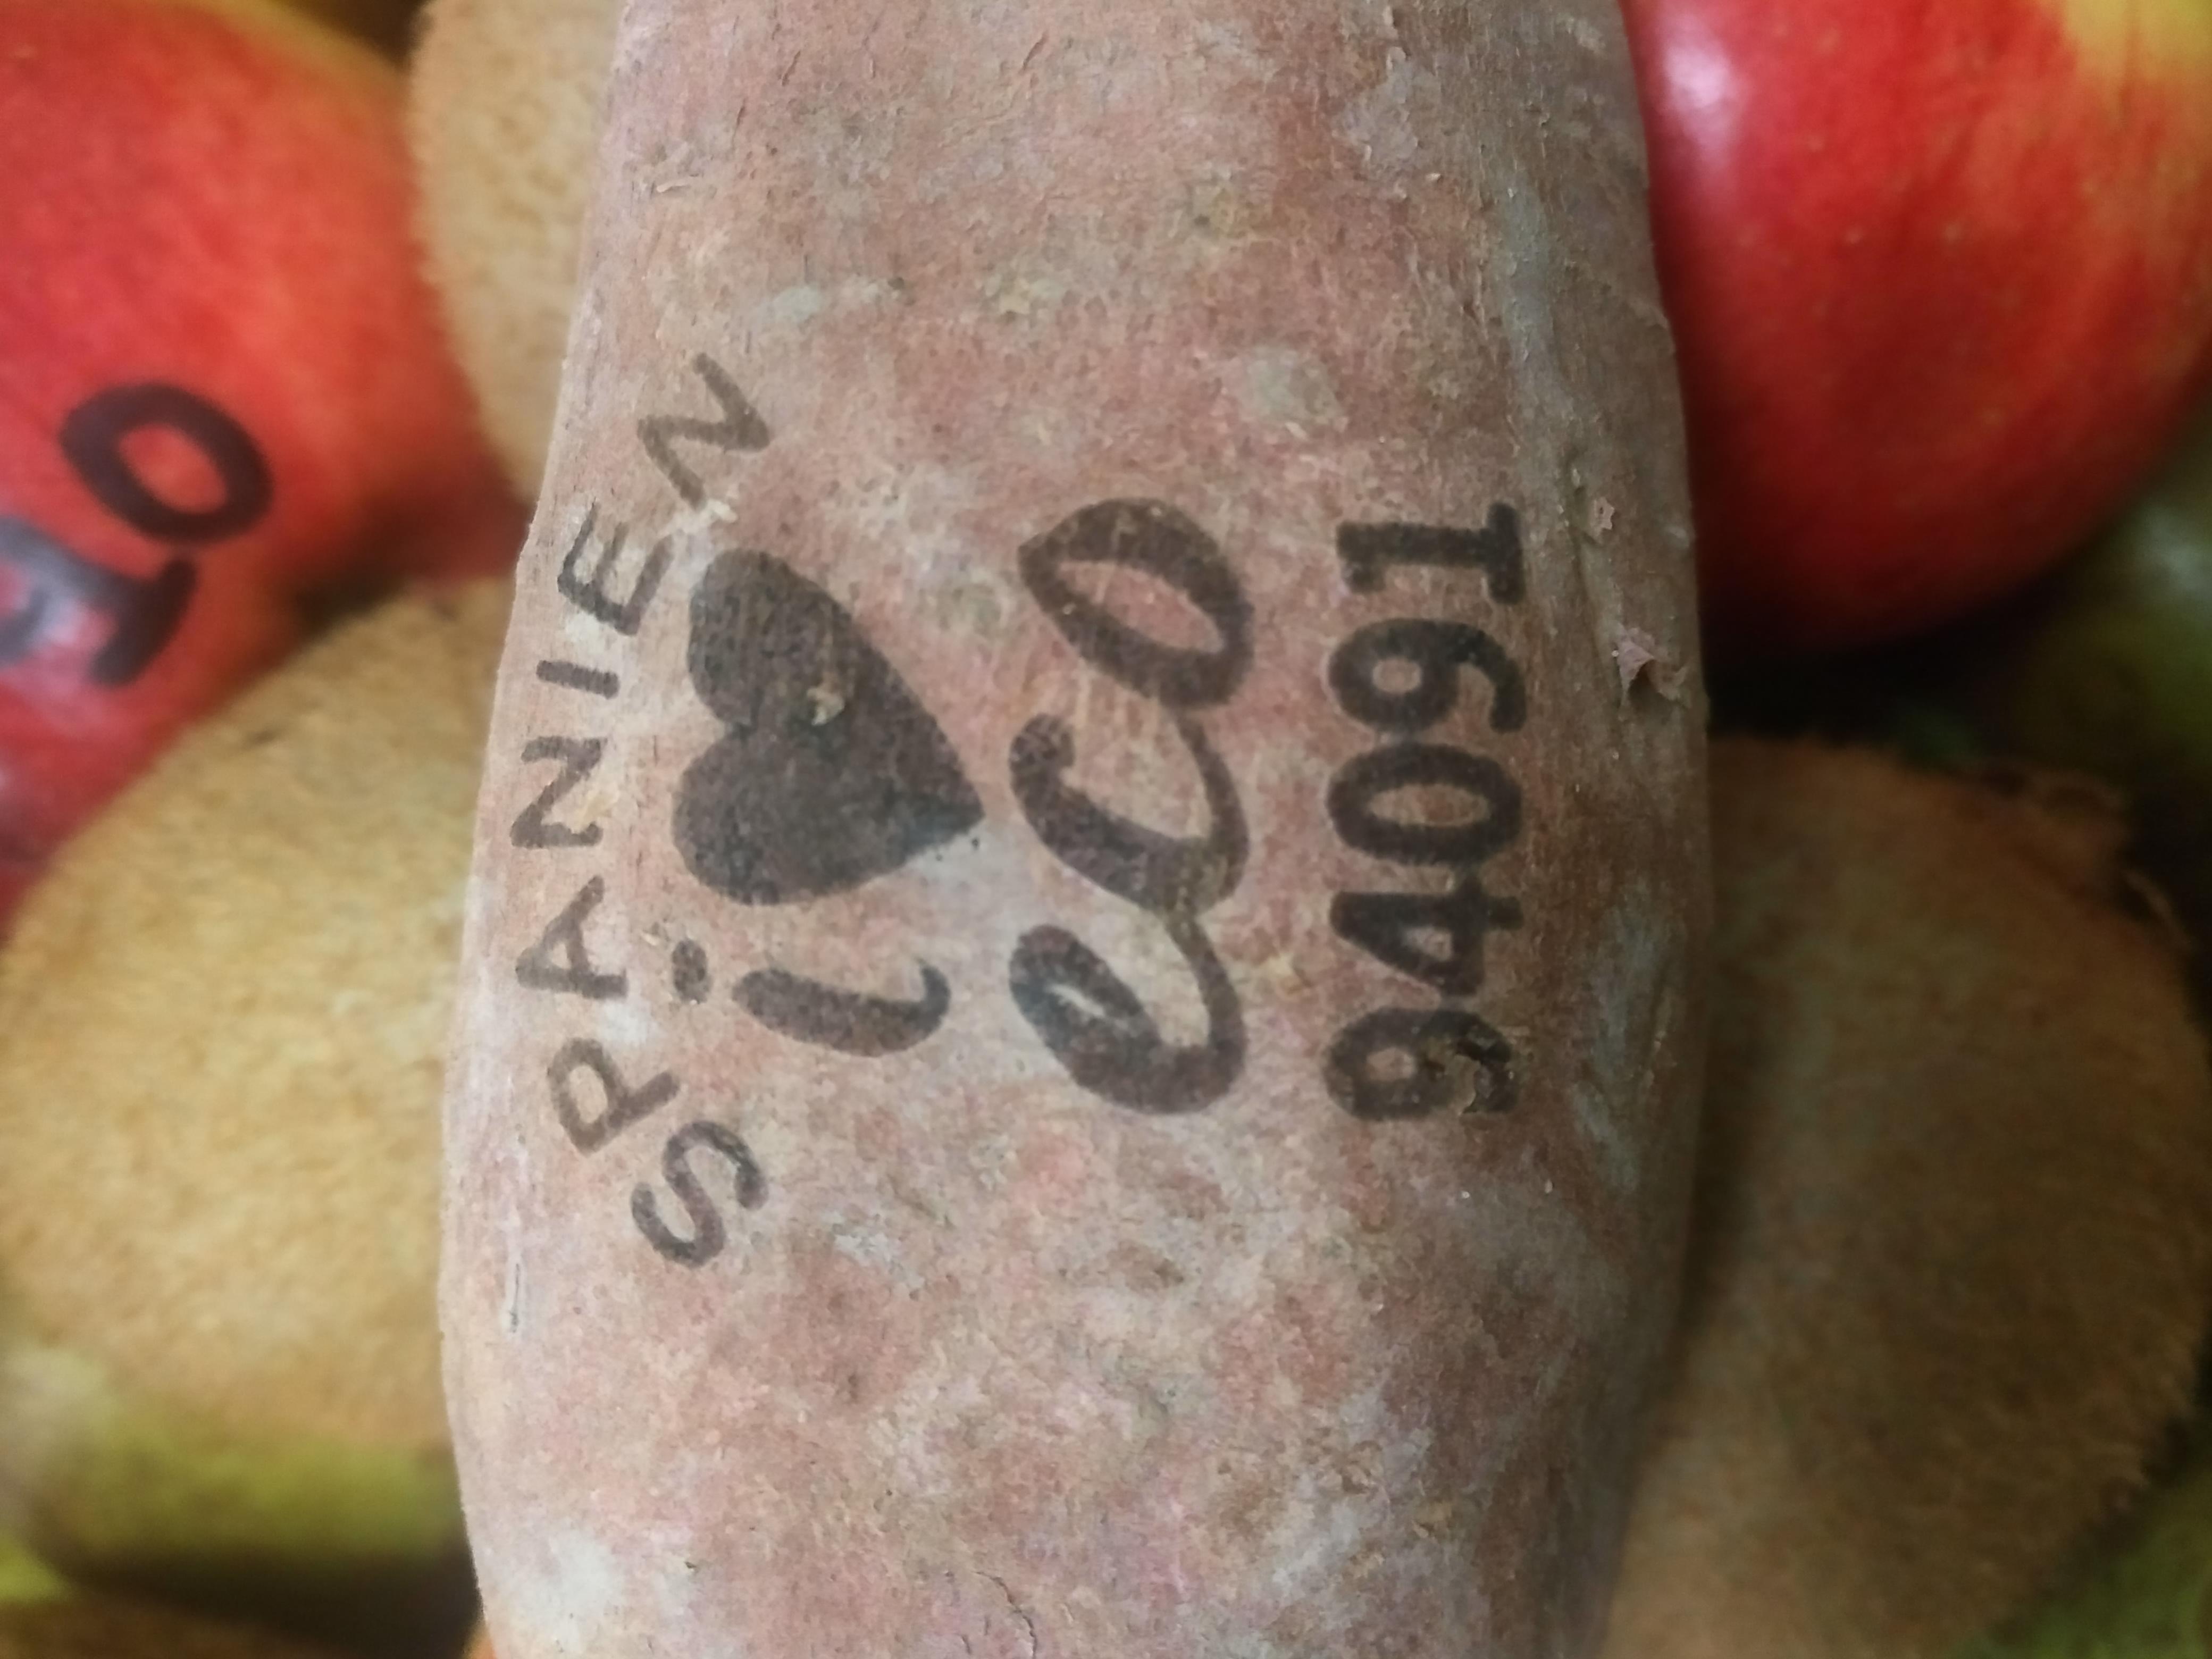 SPANIEN
i ♥
eco
94091